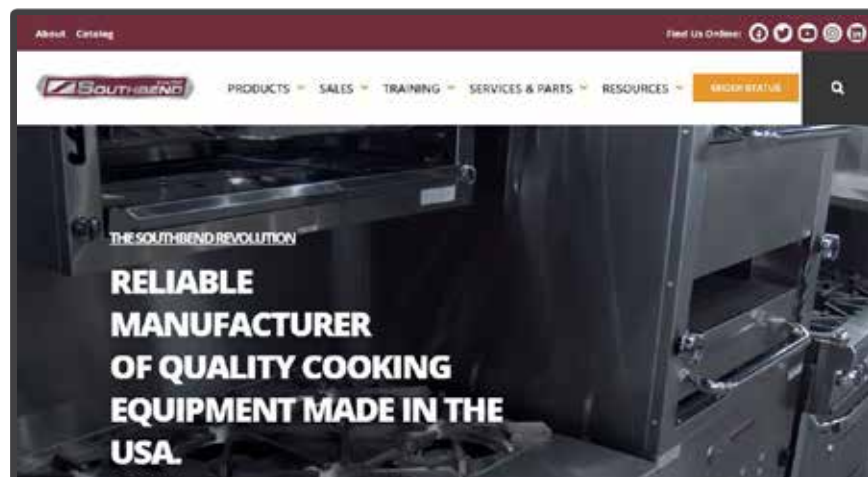 About Catalog Find Us Online:
SOUTHBEND PRODUCTS SALES TRAINING SERVICES & PARTS RESOURCES ORDER STATUS
THE SOUTHBEND REVOLUTION
RELIABLE
MANUFACTURER
OF QUALITY COOKING
EQUIPMENT MADE IN THE
USA.